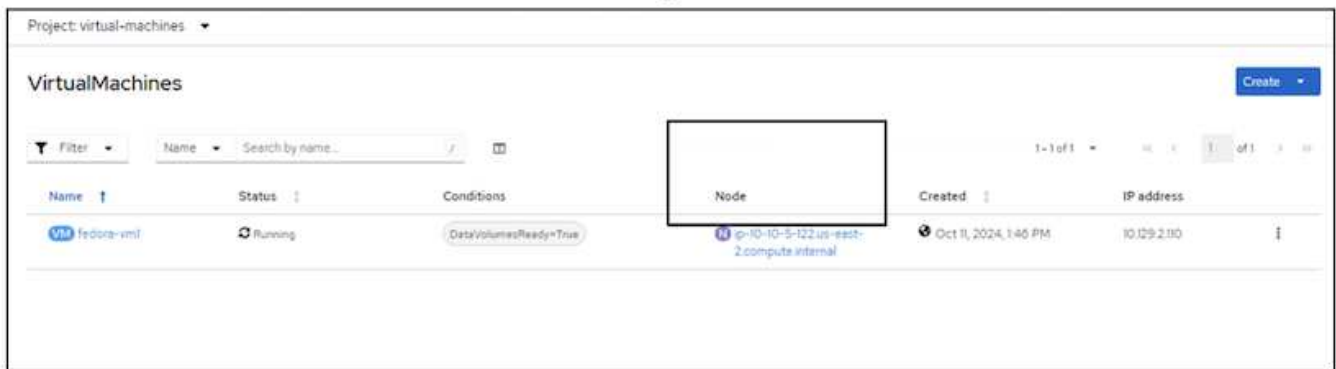 Project: virtual-machines
VirtualMachines
Create
Filter
Name
Search by name...
/
1-1 of 1
1 of 1
Name Status Conditions Node Created IP address
VM fedora-vm1 Running DataVolumesReady=True N ip-10-10-5-122.us-east- Oct 11, 2024, 1:46 PM 10.129.2.110
2.compute.internal